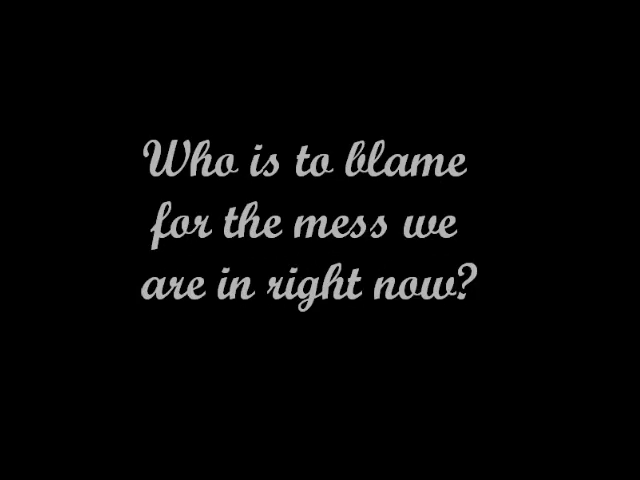 Who is to blame
for the mess we
are in right now?